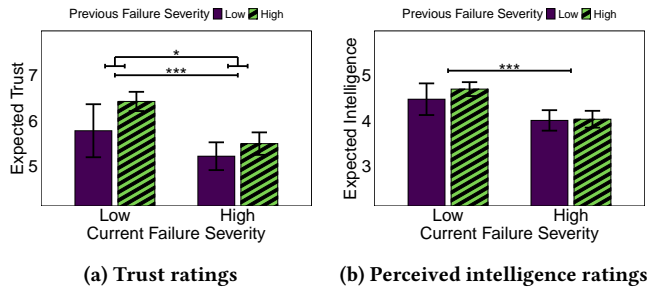 Previous Failure Severity Low High
Expected Trust
7
6
5
*
***
Low High
Current Failure Severity
(a) Trust ratings
Previous Failure Severity Low High
Expected Intelligence
5
4
3
***
Low High
Current Failure Severity
(b) Perceived intelligence ratings